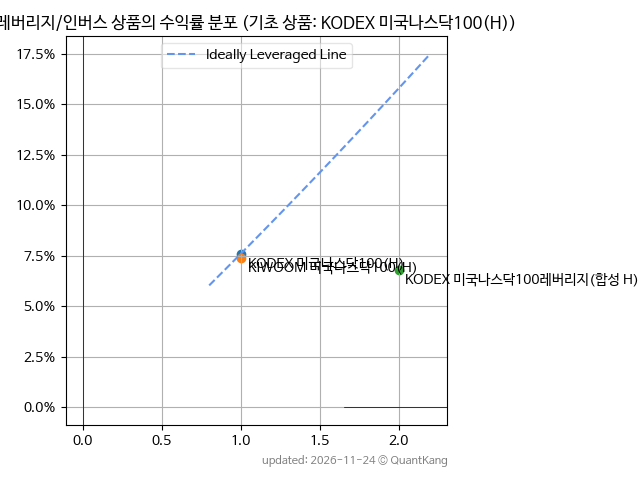 레버리지/인버스 상품의 수익률 분포 (기초 상품: KODEX 미국나스닥100(H))
Ideally Leveraged Line
17.5%
15.0%
12.5%
10.0%
7.5%
5.0%
2.5%
0.0%
KODEX 미국나스닥100(H)
KIWOOM 미국나스닥100(H)
KODEX 미국나스닥100레버리지(합성 H)
0.0
0.5
1.0
1.5
2.0
updated: 2026-11-24 © QuantKang